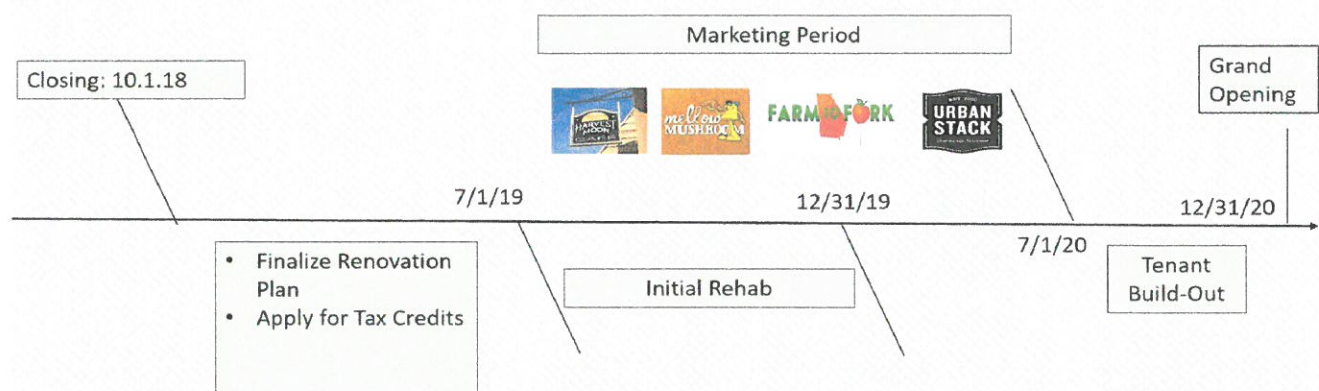 Marketing Period
Closing: 10.1.18
Grand
Opening
HARVEST
MOON
mellow
MUSHROOM
FARM TO FORK
URBAN
STACK
7/1/19
12/31/19
12/31/20
7/1/20
• Finalize Renovation
Plan
• Apply for Tax Credits
Initial Rehab
Tenant
Build-Out